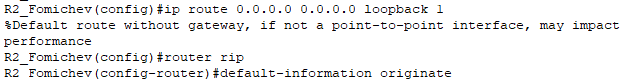 R2_Fomichev(config)#ip route 0.0.0.0 0.0.0.0 loopback 1
%Default route without gateway, if not a point-to-point interface, may impact
performance
R2_Fomichev(config)#router rip
R2_Fomichev(config-router)#default-information originate